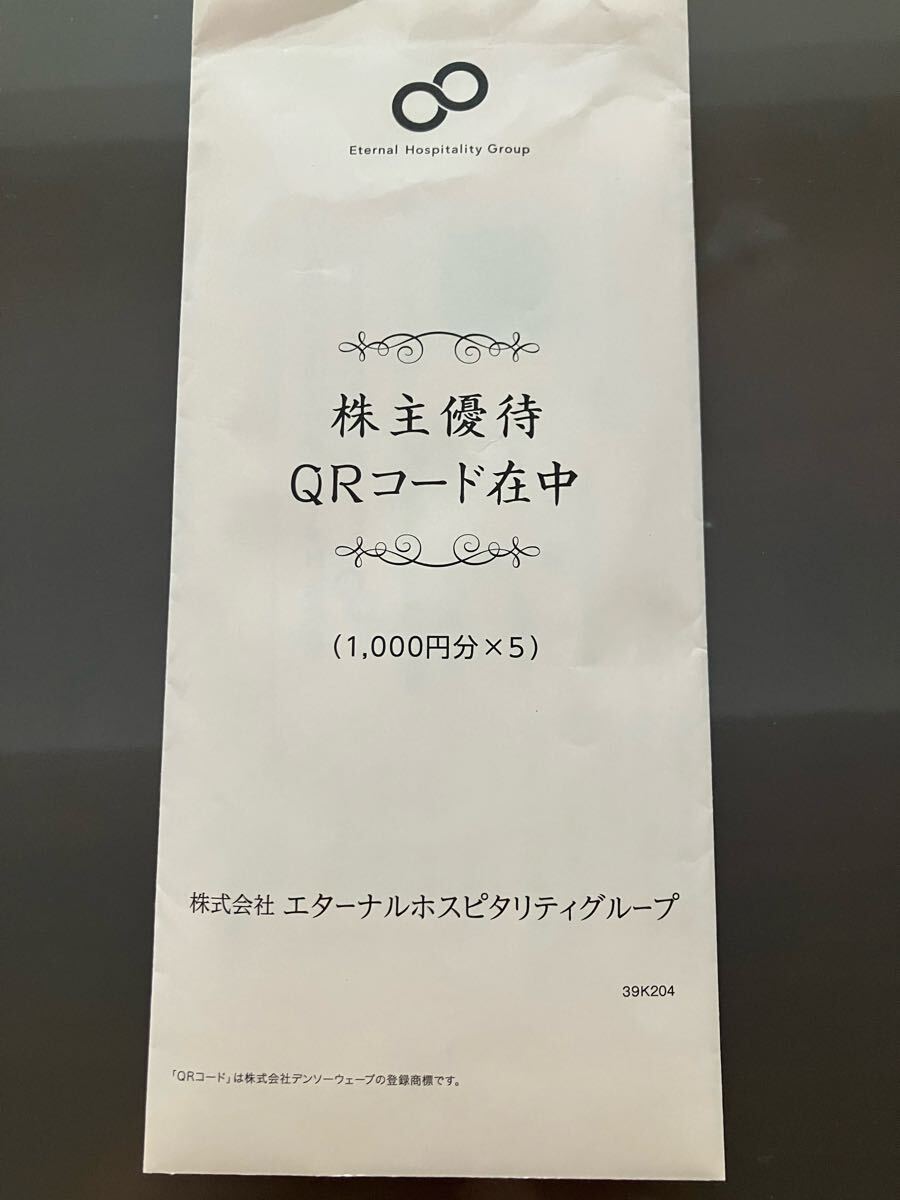 Eternal Hospitality Group
株主優待
QRコード在中
(1,000円分×5)
株式会社 エターナルホスピタリティグループ
39K204
「QRコード」は株式会社デンソーウェーブの登録商標です。